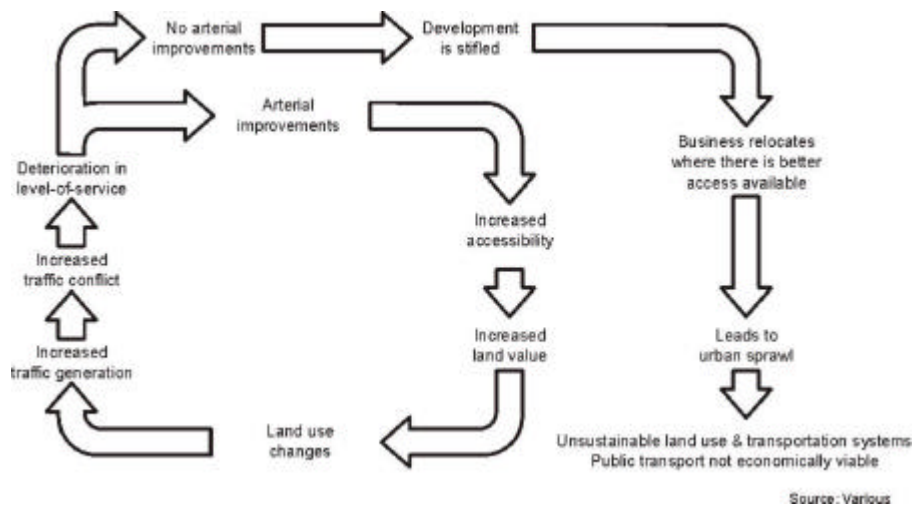 No arterial
improvements
Development
is stifled
Arterial
improvements
Business relocates
where there is better
access available
Deterioration in
level-of-service
Increased
accessibility
Increased
traffic conflict
Increased
land value
Leads to
urban sprawl
Increased
traffic generation
Land use
changes
Unsustainable land use & transportation systems
Public transport not economically viable
Source: Various